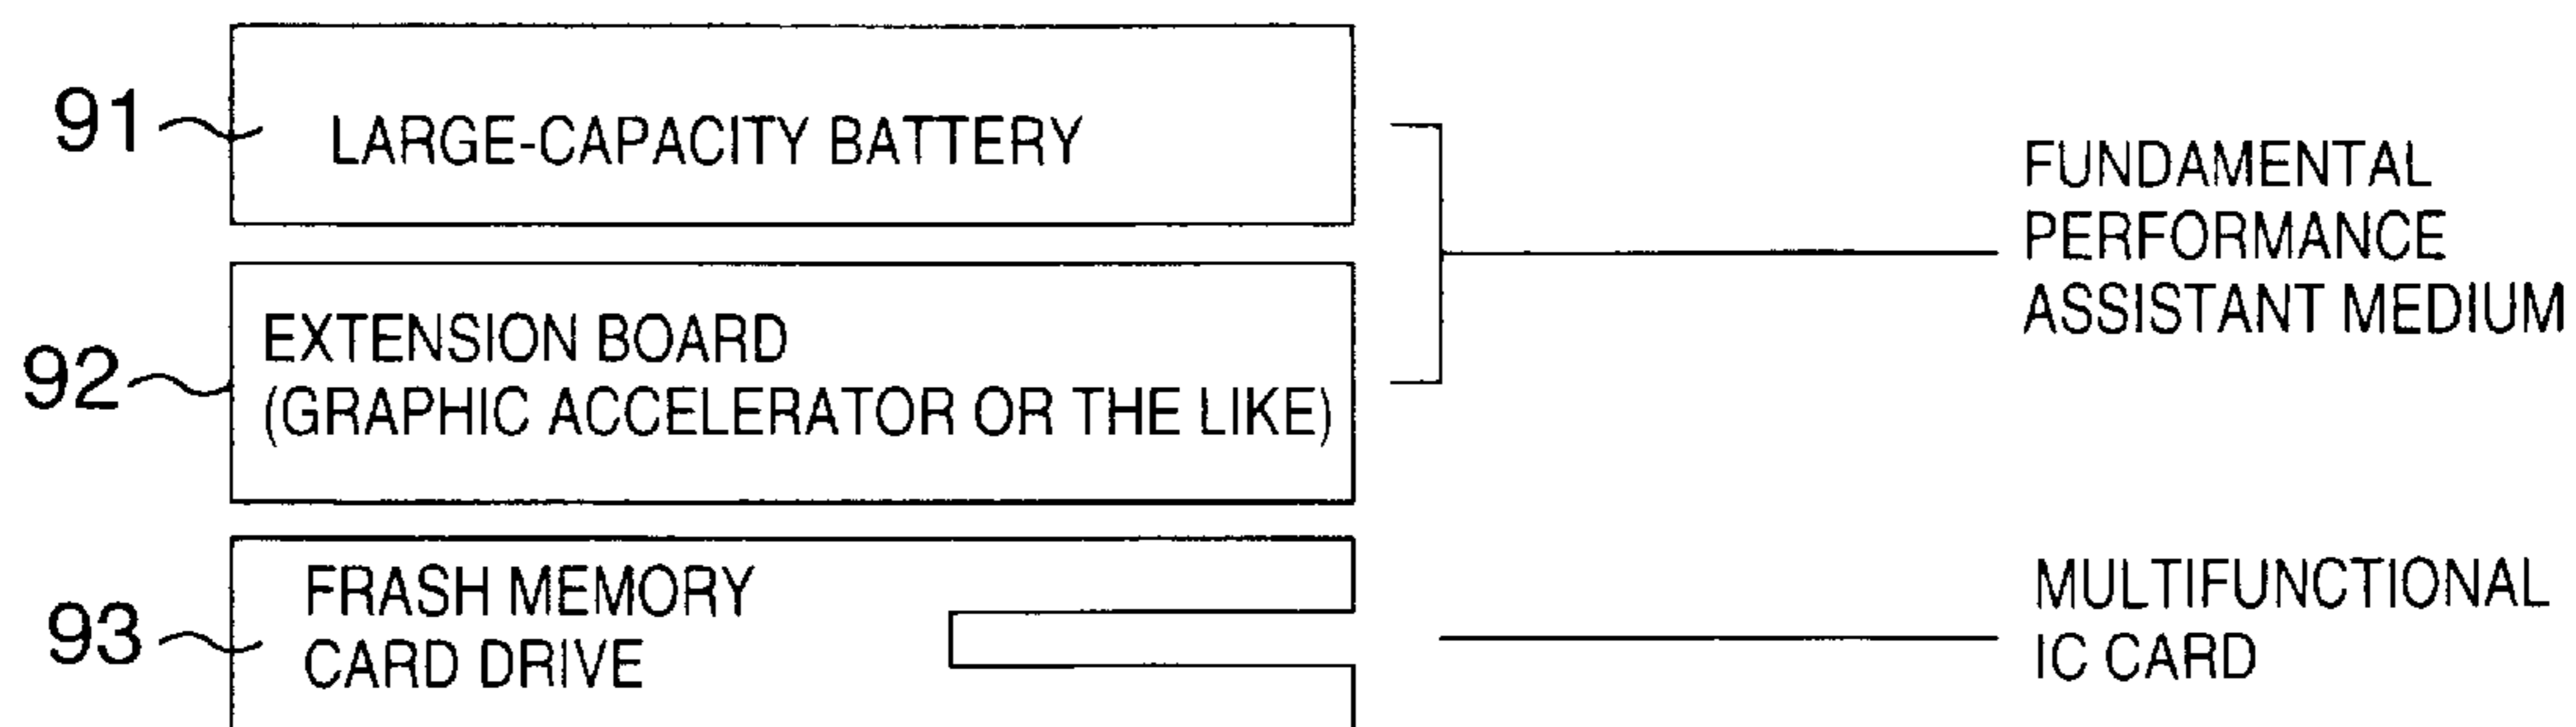 91 LARGE-CAPACITY BATTERY
92 EXTENSION BOARD
(GRAPHIC ACCELERATOR OR THE LIKE)
FUNDAMENTAL
PERFORMANCE
ASSISTANT MEDIUM
93 FRASH MEMORY
CARD DRIVE
MULTIFUNCTIONAL
IC CARD